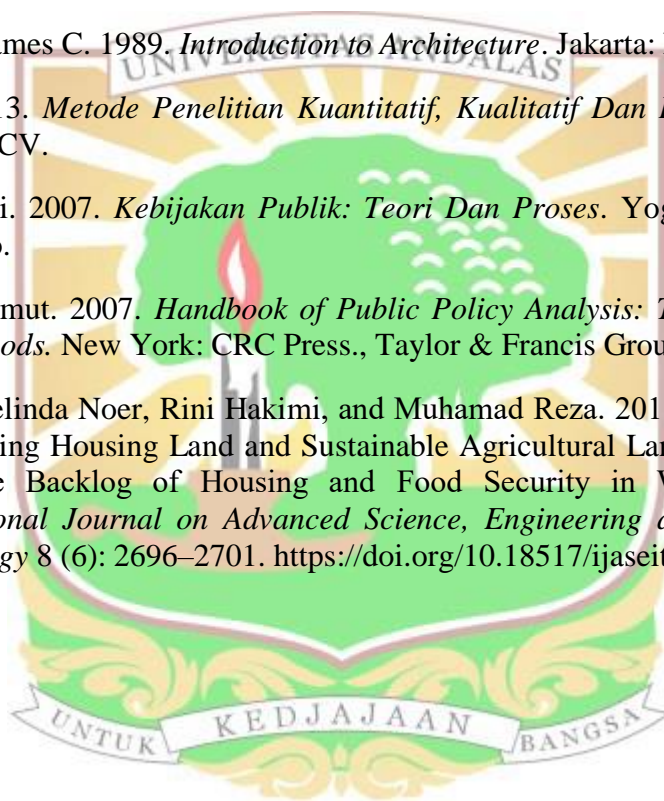 ames C. 1989. Introduction to Architecture. Jakarta:
UNIVERSITAS ANDALAS
13. Metode Penelitian Kuantitatif, Kualitatif Dan
CV.
i. 2007. Kebijakan Publik: Teori Dan Proses. Yog
.
mut. 2007. Handbook of Public Policy Analysis:
ods. New York: CRC Press., Taylor & Francis Grou
elinda Noer, Rini Hakimi, and Muhamad Reza. 201
ing Housing Land and Sustainable Agricultural Lan
e Backlog of Housing and Food Security in
onal Journal on Advanced Science, Engineering
gy 8 (6): 2696–2701. https://doi.org/10.18517/ijaseit
UNTUK KEDJAJAAN BANGSA